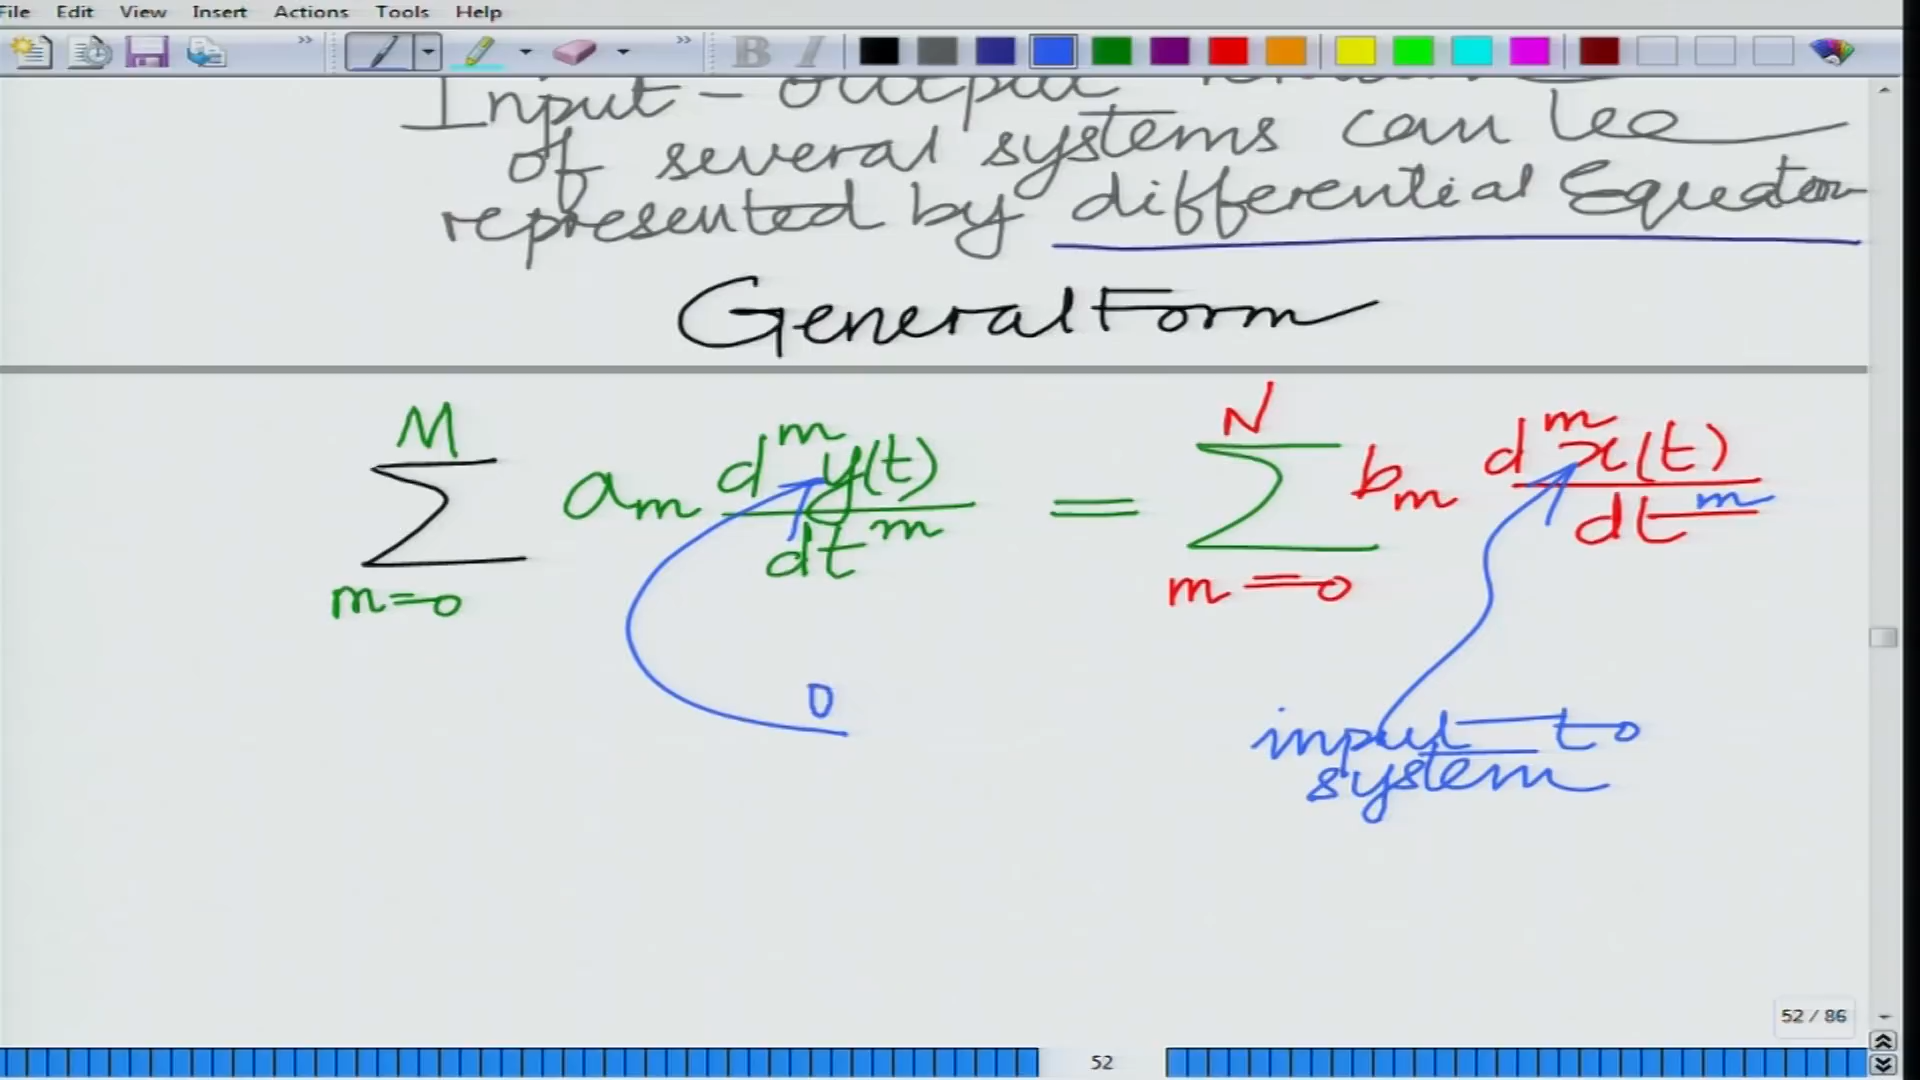 File Edit View Insert Actions Tools Help
B I
Input - output
of several systems can be
represented by differential Equation
General Form
M N
∑ a_m d^m y(t) / dt^m = ∑ b_m d^m x(t) / dt^m
m=0 m=0
0
input to
system
52 / 86
52